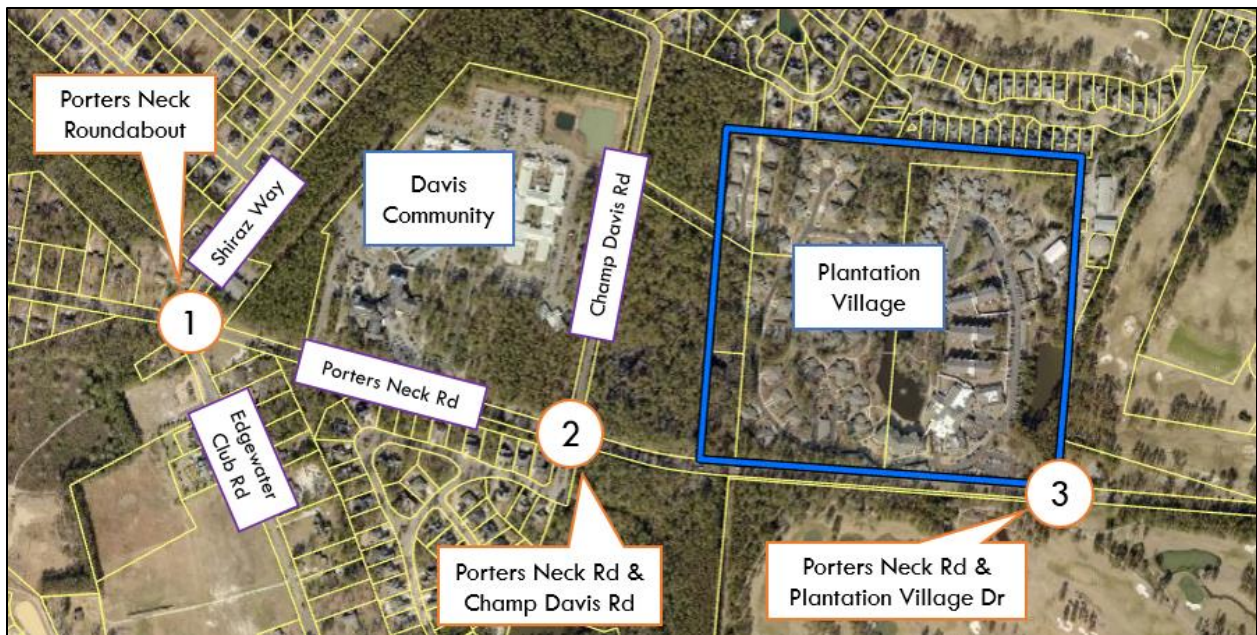 Porters Neck
Roundabout
Shiraz Way
Davis
Community
Champ Davis Rd
Plantation
Village
1
Porters Neck Rd
2
Edgewater
Club Rd
3
Porters Neck Rd &
Champ Davis Rd
Porters Neck Rd &
Plantation Village Dr